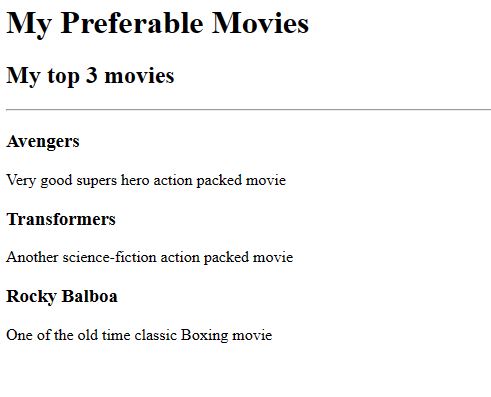 My Preferable Movies
My top 3 movies
Avengers
Very good supers hero action packed movie
Transformers
Another science-fiction action packed movie
Rocky Balboa
One of the old time classic Boxing movie